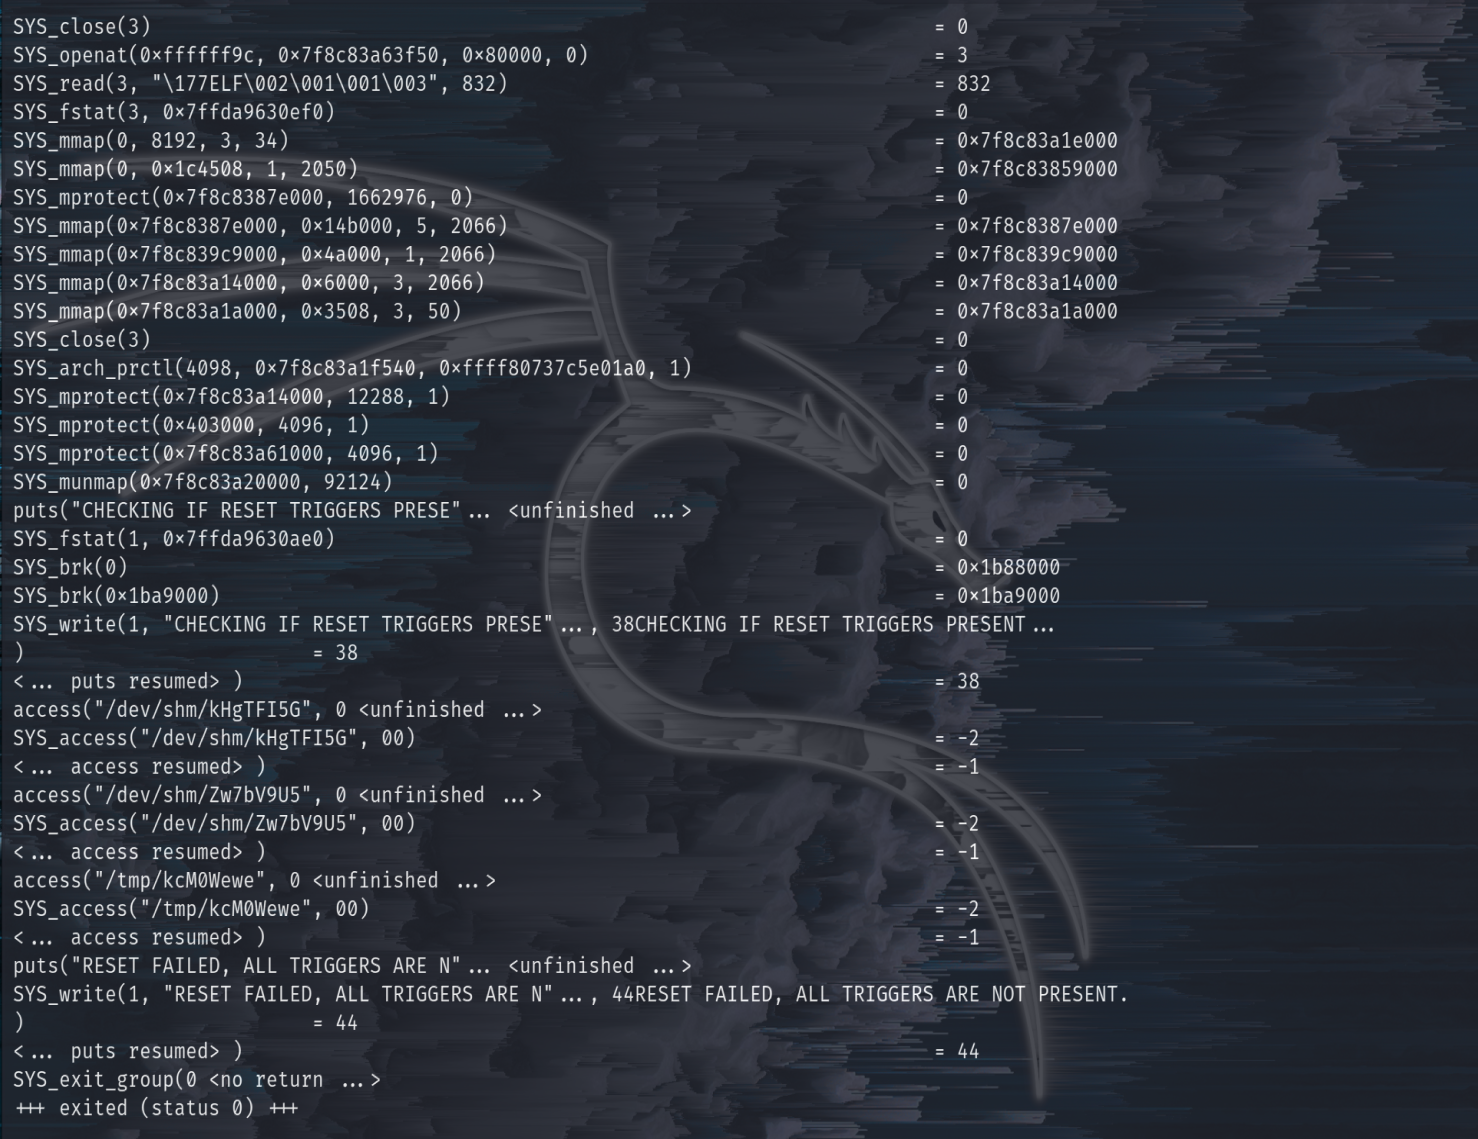 SYS_close(3) = 0
SYS_openat(0×ffffff9c, 0×7f8c83a63f50, 0×80000, 0) = 3
SYS_read(3, "\177ELF\002\001\001\003", 832) = 832
SYS_fstat(3, 0×7ffda9630ef0) = 0
SYS_mmap(0, 8192, 3, 34) = 0×7f8c83a1e000
SYS_mmap(0, 0×1c4508, 1, 2050) = 0×7f8c83859000
SYS_mprotect(0×7f8c8387e000, 1662976, 0) = 0
SYS_mmap(0×7f8c8387e000, 0×14b000, 5, 2066) = 0×7f8c8387e000
SYS_mmap(0×7f8c839c9000, 0×4a000, 1, 2066) = 0×7f8c839c9000
SYS_mmap(0×7f8c83a14000, 0×6000, 3, 2066) = 0×7f8c83a14000
SYS_mmap(0×7f8c83a1a000, 0×3508, 3, 50) = 0×7f8c83a1a000
SYS_close(3) = 0
SYS_arch_prctl(4098, 0×7f8c83a1f540, 0×ffff80737c5e01a0, 1) = 0
SYS_mprotect(0×7f8c83a14000, 12288, 1) = 0
SYS_mprotect(0×403000, 4096, 1) = 0
SYS_mprotect(0×7f8c83a61000, 4096, 1) = 0
SYS_munmap(0×7f8c83a20000, 92124) = 0
puts("CHECKING IF RESET TRIGGERS PRESE"... <unfinished ...>
SYS_fstat(1, 0×7ffda9630ae0) = 0
SYS_brk(0) = 0×1b88000
SYS_brk(0×1ba9000) = 0×1ba9000
SYS_write(1, "CHECKING IF RESET TRIGGERS PRESE"..., 38CHECKING IF RESET TRIGGERS PRESENT...
) = 38
<... puts resumed> ) = 38
access("/dev/shm/kHgTFI5G", 0 <unfinished ...>
SYS_access("/dev/shm/kHgTFI5G", 00) = -2
<... access resumed> ) = -1
access("/dev/shm/Zw7bV9U5", 0 <unfinished ...>
SYS_access("/dev/shm/Zw7bV9U5", 00) = -2
<... access resumed> ) = -1
access("/tmp/kcM0Wewe", 0 <unfinished ...>
SYS_access("/tmp/kcM0Wewe", 00) = -2
<... access resumed> ) = -1
puts("RESET FAILED, ALL TRIGGERS ARE N"... <unfinished ...>
SYS_write(1, "RESET FAILED, ALL TRIGGERS ARE N"..., 44RESET FAILED, ALL TRIGGERS ARE NOT PRESENT.
) = 44
<... puts resumed> ) = 44
SYS_exit_group(0 <no return ...>
+++ exited (status 0) +++